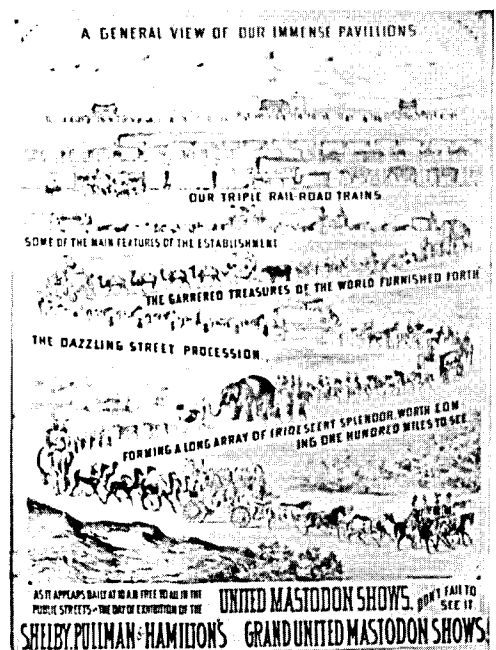 A GENERAL VIEW OF OUR IMMENSE PAVILLIONS
OUR TRIPLE RAIL-ROAD TRAINS
SOME OF THE MAIN FEATURES OF THE ESTABLISHMENT
THE GARNERED TREASURES OF THE WORLD FURNISHED FORTH
THE DAZZLING STREET PROCESSION
FORMING A LONG ARRAY OF IRIDESCENT SPLENDOR, WORTH COM
ING ONE HUNDRED MILES TO SEE
AS IT APPEARS DAILY AT 10 A.M. FREE TO ALL IN THE
PUBLIC STREETS THE DAY OF EXHIBITION OF THE
UNITED MASTODON SHOWS.
DON'T FAIL TO
SEE IT
SHELBY, PULLMAN & HAMILTON'S GRAND UNITED MASTODON SHOWS.